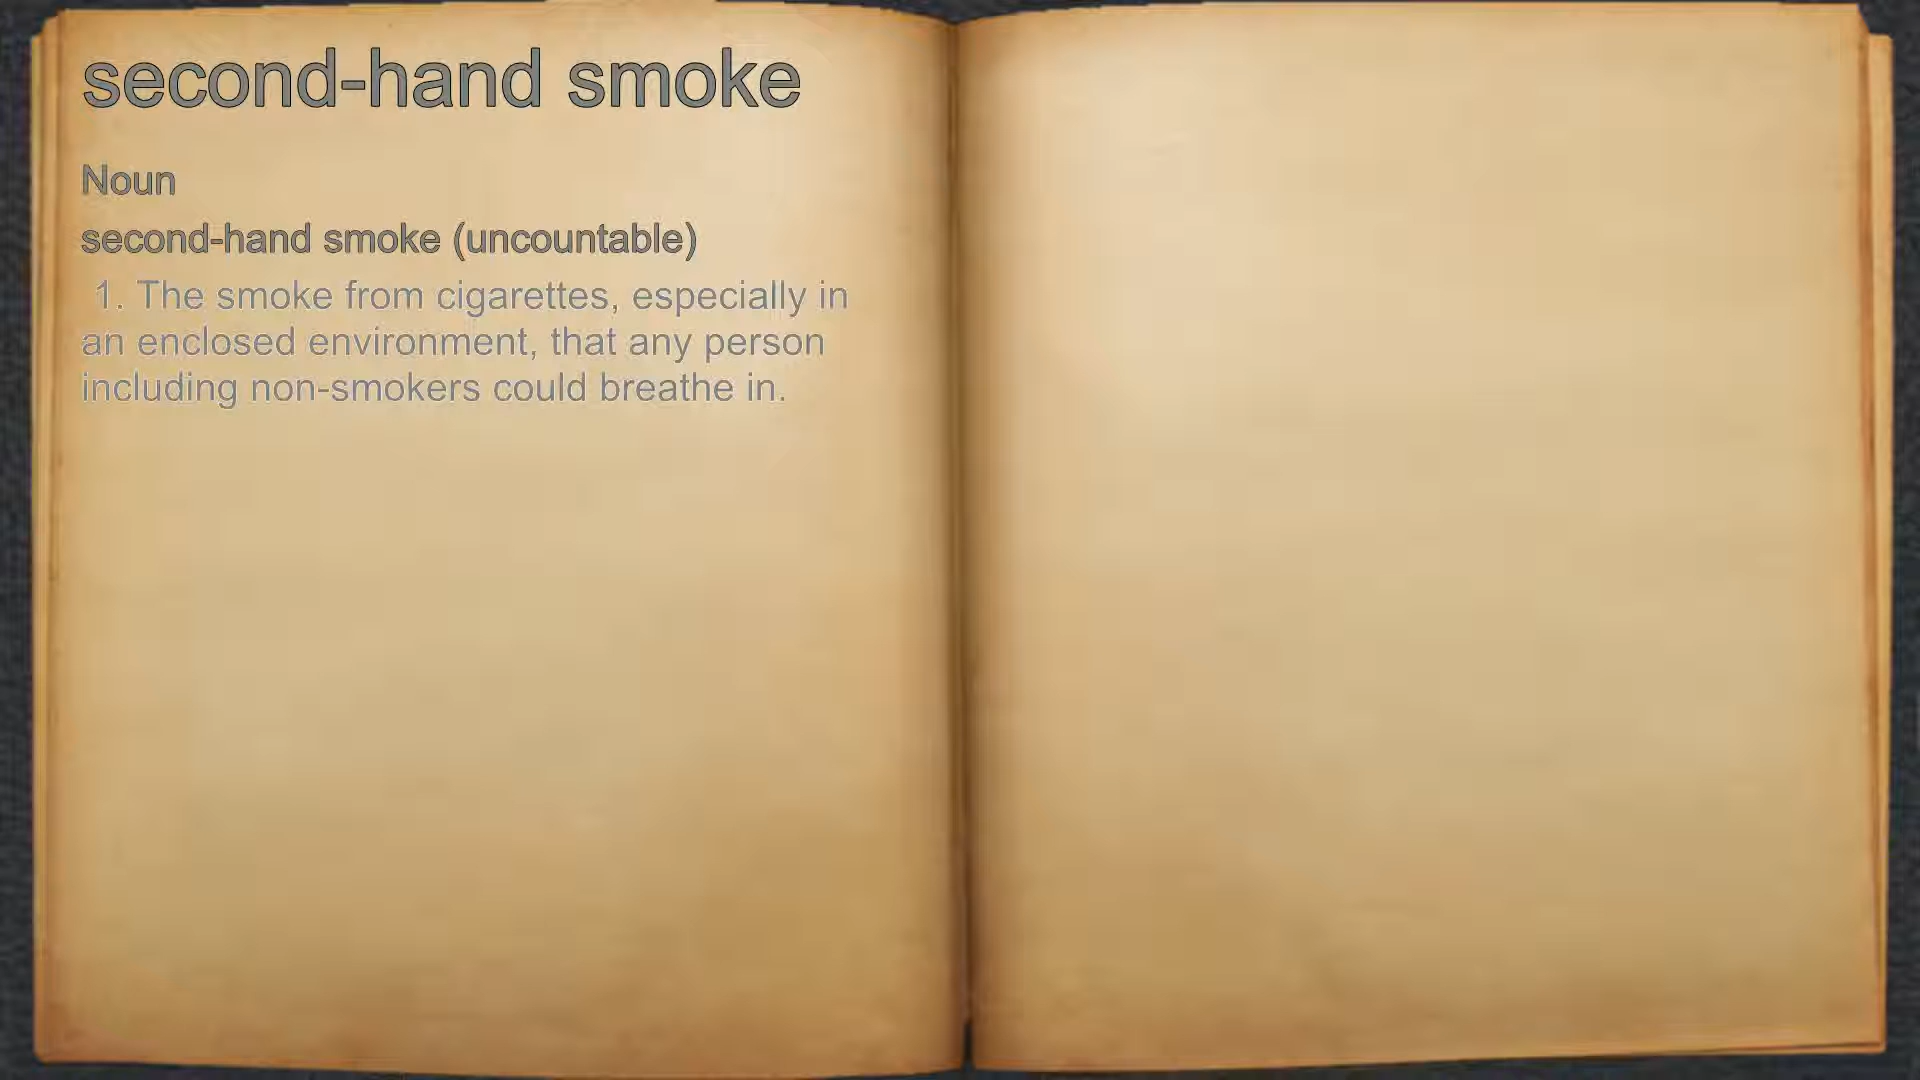 second-hand smoke
Noun
second-hand smoke (uncountable)
1. The smoke from cigarettes, especially in
an enclosed environment, that any person
including non-smokers could breathe in.